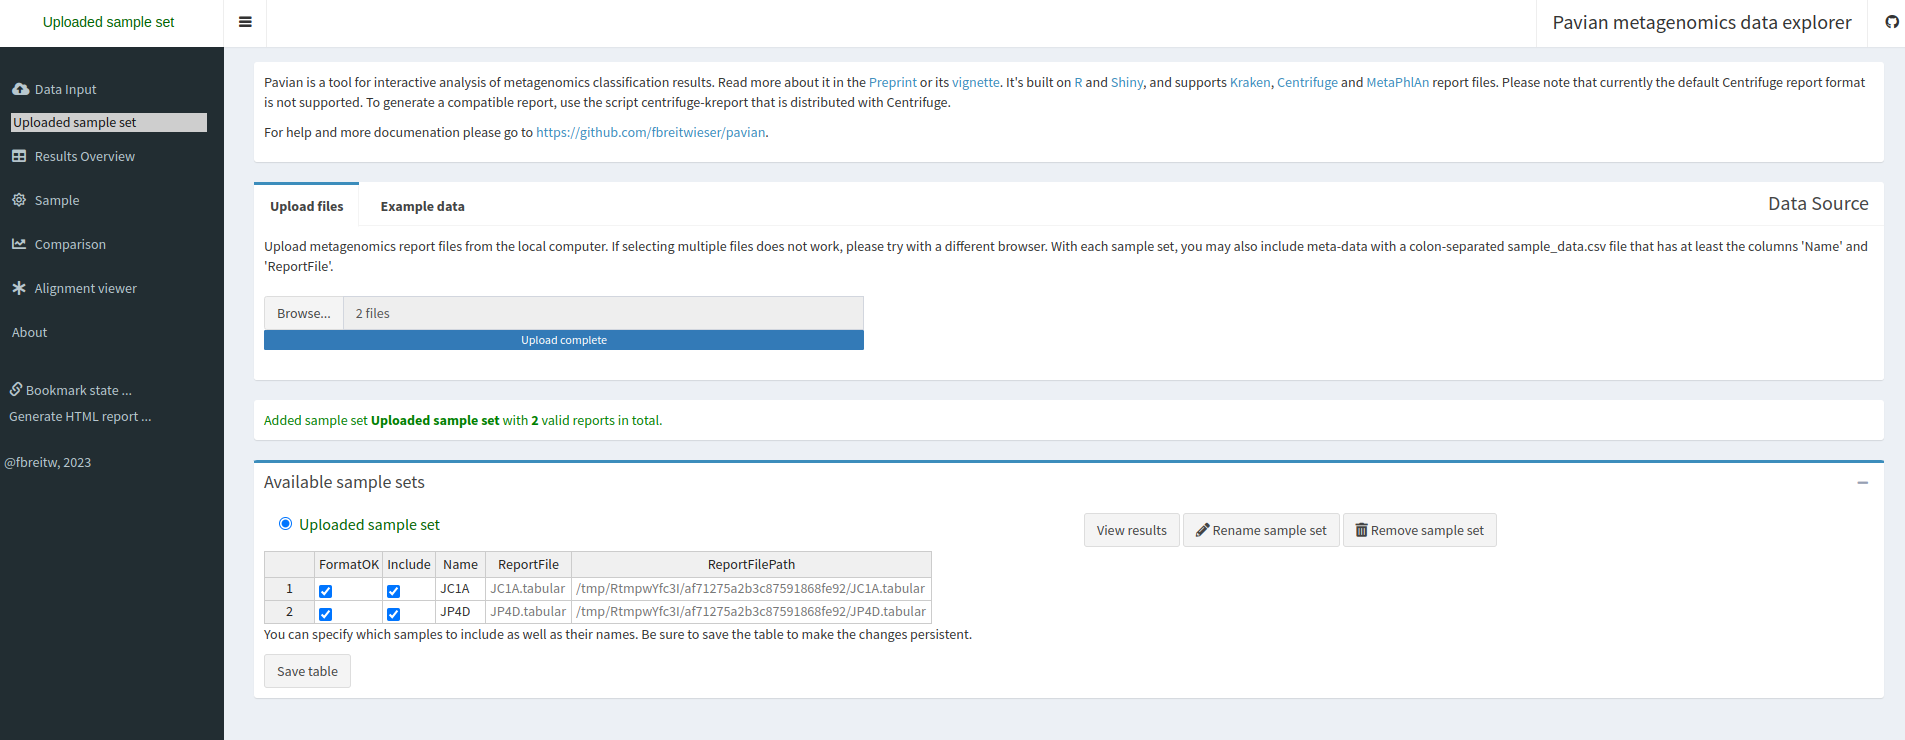 Uploaded sample set
Pavian metagenomics data explorer
Data Input
Uploaded sample set
Results Overview
Sample
Comparison
Alignment viewer
About
Bookmark state ...
Generate HTML report ...
@fbreitw, 2023
Pavian is a tool for interactive analysis of metagenomics classification results. Read more about it in the Preprint or its vignette. It's built on R and Shiny, and supports Kraken, Centrifuge and MetaPhlAn report files. Please note that currently the default Centrifuge report format
is not supported. To generate a compatible report, use the script centrifuge-kreport that is distributed with Centrifuge.
For help and more documenation please go to https://github.com/fbreitwieser/pavian.
Upload files Example data Data Source
Upload metagenomics report files from the local computer. If selecting multiple files does not work, please try with a different browser. With each sample set, you may also include meta-data with a colon-separated sample_data.csv file that has at least the columns 'Name' and
'ReportFile'.
Browse... 2 files
Upload complete
Added sample set Uploaded sample set with 2 valid reports in total.
Available sample sets
Uploaded sample set
View results Rename sample set Remove sample set
FormatOK Include Name ReportFile ReportFilePath
1 JC1A JC1A.tabular /tmp/RtmpwYfc3I/af71275a2b3c87591868fe92/JC1A.tabular
2 JP4D JP4D.tabular /tmp/RtmpwYfc3I/af71275a2b3c87591868fe92/JP4D.tabular
You can specify which samples to include as well as their names. Be sure to save the table to make the changes persistent.
Save table